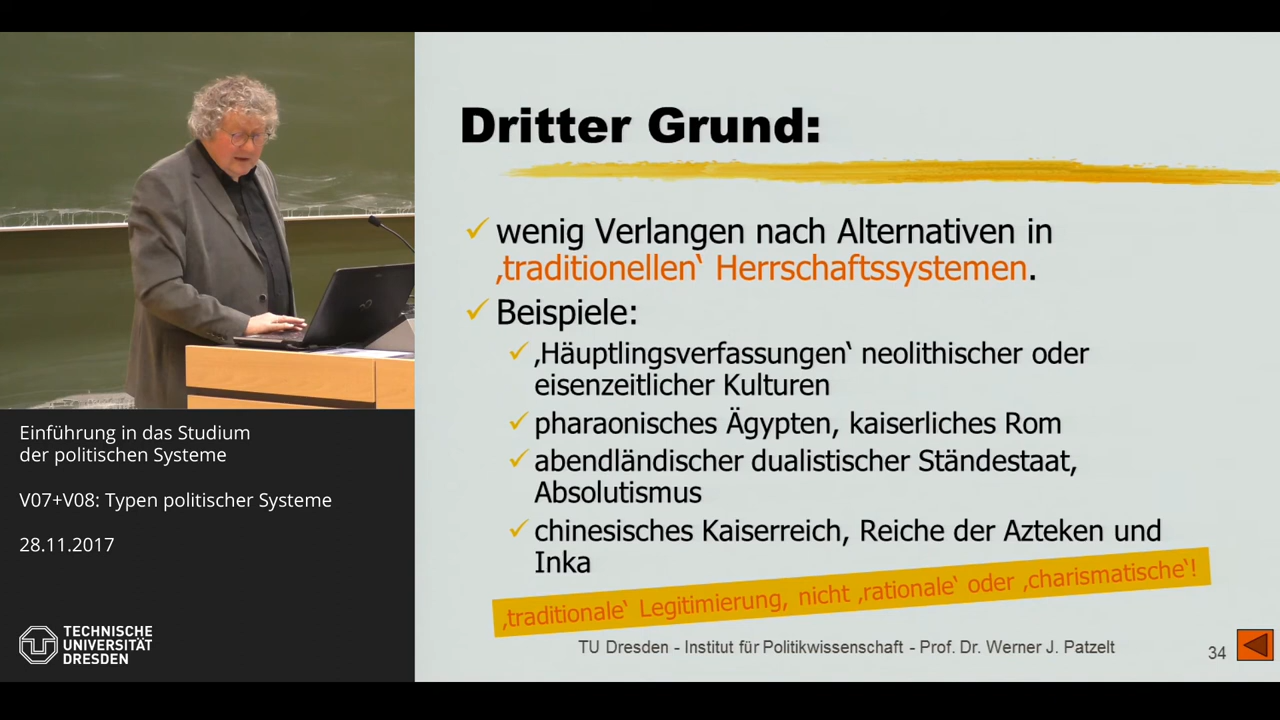 Dritter Grund:
wenig Verlangen nach Alternativen in
‚traditionellen‘ Herrschaftssystemen.
Beispiele:
‚Häuptlingsverfassungen‘ neolithischer oder
eisenzeitlicher Kulturen
pharaonisches Ägypten, kaiserliches Rom
abendländischer dualistischer Ständestaat,
Absolutismus
chinesisches Kaiserreich, Reiche der Azteken und
Inka
‚traditionale‘ Legitimierung, nicht ‚rationale‘ oder ‚charismatische‘!
TU Dresden - Institut für Politikwissenschaft - Prof. Dr. Werner J. Patzelt
34
Einführung in das Studium
der politischen Systeme
V07+V08: Typen politischer Systeme
28.11.2017
TECHNISCHE
UNIVERSITÄT
DRESDEN